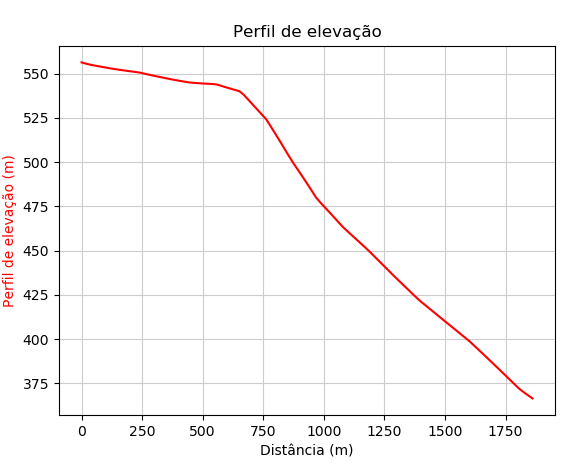 Perfil de elevação
Perfil de elevação (m)
550
525
500
475
450
425
400
375
0 250 500 750 1000 1250 1500 1750
Distância (m)